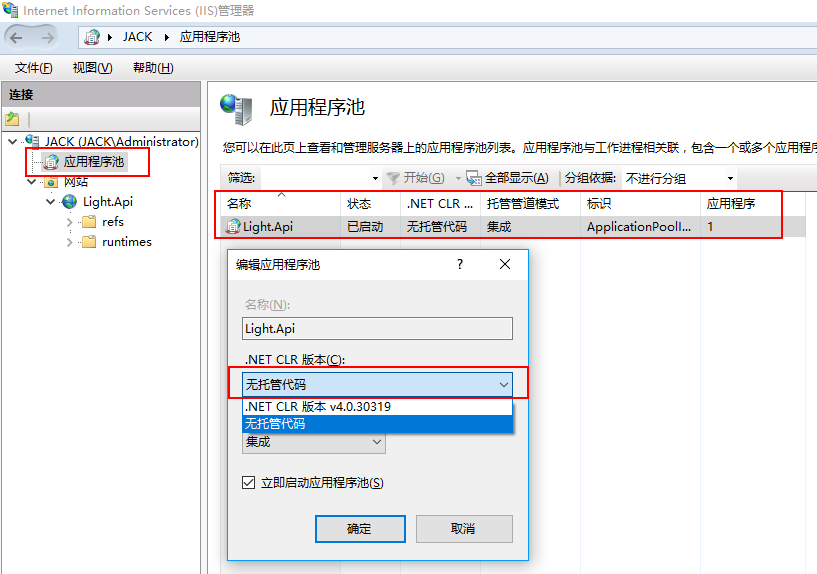 Internet Information Services (IIS)管理器
JACK 应用程序池
文件(F) 视图(V) 帮助(H)
连接
JACK (JACK\Administrator)
应用程序池
网站
Light.Api
refs
runtimes
应用程序池
您可以在此页上查看和管理服务器上的应用程序池列表。应用程序池与工作进程相关联，包含一个或多个应用程序
筛选: 开始(G) 全部显示(A) 分组依据: 不进行分组
名称 状态 .NET CLR ... 托管管道模式 标识 应用程序
Light.Api 已启动 无托管代码 集成 ApplicationPoolI... 1
编辑应用程序池 ?
名称(N):
Light.Api
.NET CLR 版本(C):
无托管代码
.NET CLR 版本 v4.0.30319
无托管代码
集成
立即启动应用程序池(S)
确定 取消